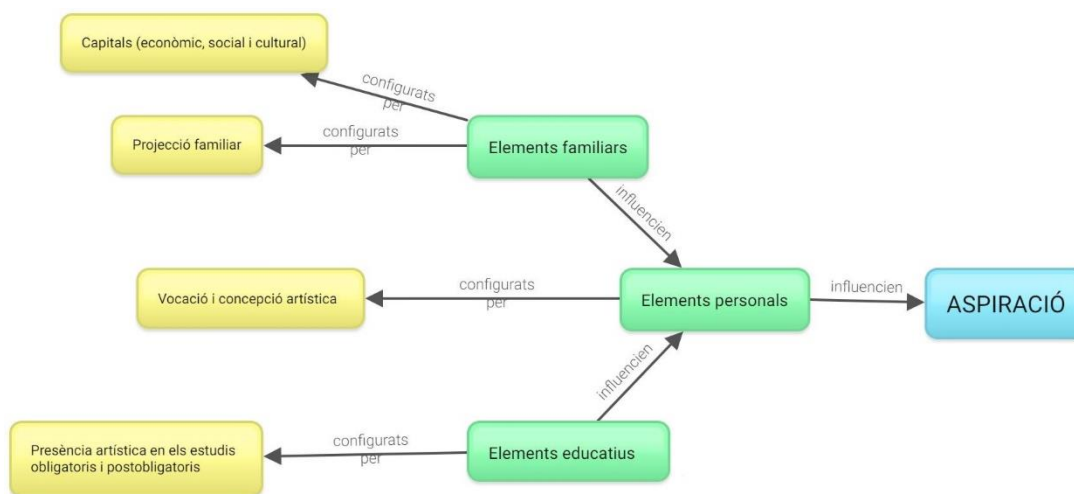 Capitals (econòmic, social i cultural)
configurats
per
Projecció familiar
configurats
per
Elements familiars
influencien
Vocació i concepció artística
configurats
per
Elements personals
influencien
ASPIRACIÓ
influencien
Presència artística en els estudis
obligatoris i postobligatoris
configurats
per
Elements educatius